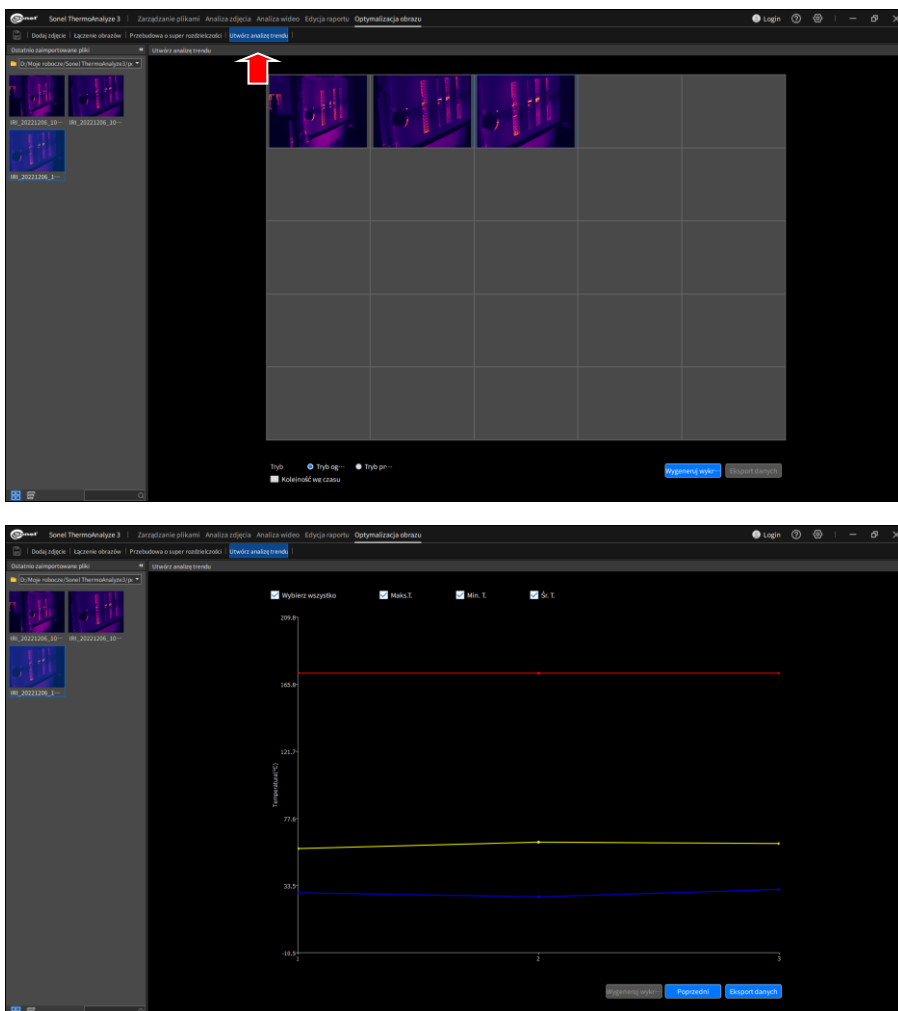 Sonel Sonel ThermoAnalyze 3 | Zarządzanie plikami Analiza zdjęcia Analiza wideo Edycja raportu Optymalizacja obrazu Login
Dodaj zdjęcie | Łączenie obrazów | Przebudowa o super rozdzielczości | Utwórz analizę trendu
Ostatnio zaimportowane pliki Utwórz analizę trendu
D:/Moje robocze/Sonel ThermoAnalyze3/pr
IRI_20221206_10··· IRI_20221206_10···
IRI_20221206_1···
Tryb Tryb og··· Tryb pr···
Kolejność wg czasu
Wygeneruj wykr··· Eksport danych
Sonel Sonel ThermoAnalyze 3 | Zarządzanie plikami Analiza zdjęcia Analiza wideo Edycja raportu Optymalizacja obrazu Login
Dodaj zdjęcie | Łączenie obrazów | Przebudowa o super rozdzielczości | Utwórz analizę trendu
Ostatnio zaimportowane pliki Utwórz analizę trendu
D:/Moje robocze/Sonel ThermoAnalyze3/pr
IRI_20221206_10··· IRI_20221206_10···
IRI_20221206_1···
Wybierz wszystko Maks.T. Min. T. Śr. T.
209.8
165.8
121.7
77.6
33.5
-10.5
Temparatura(°C)
1 2 3
Wygeneruj wykr··· Poprzedni Eksport danych